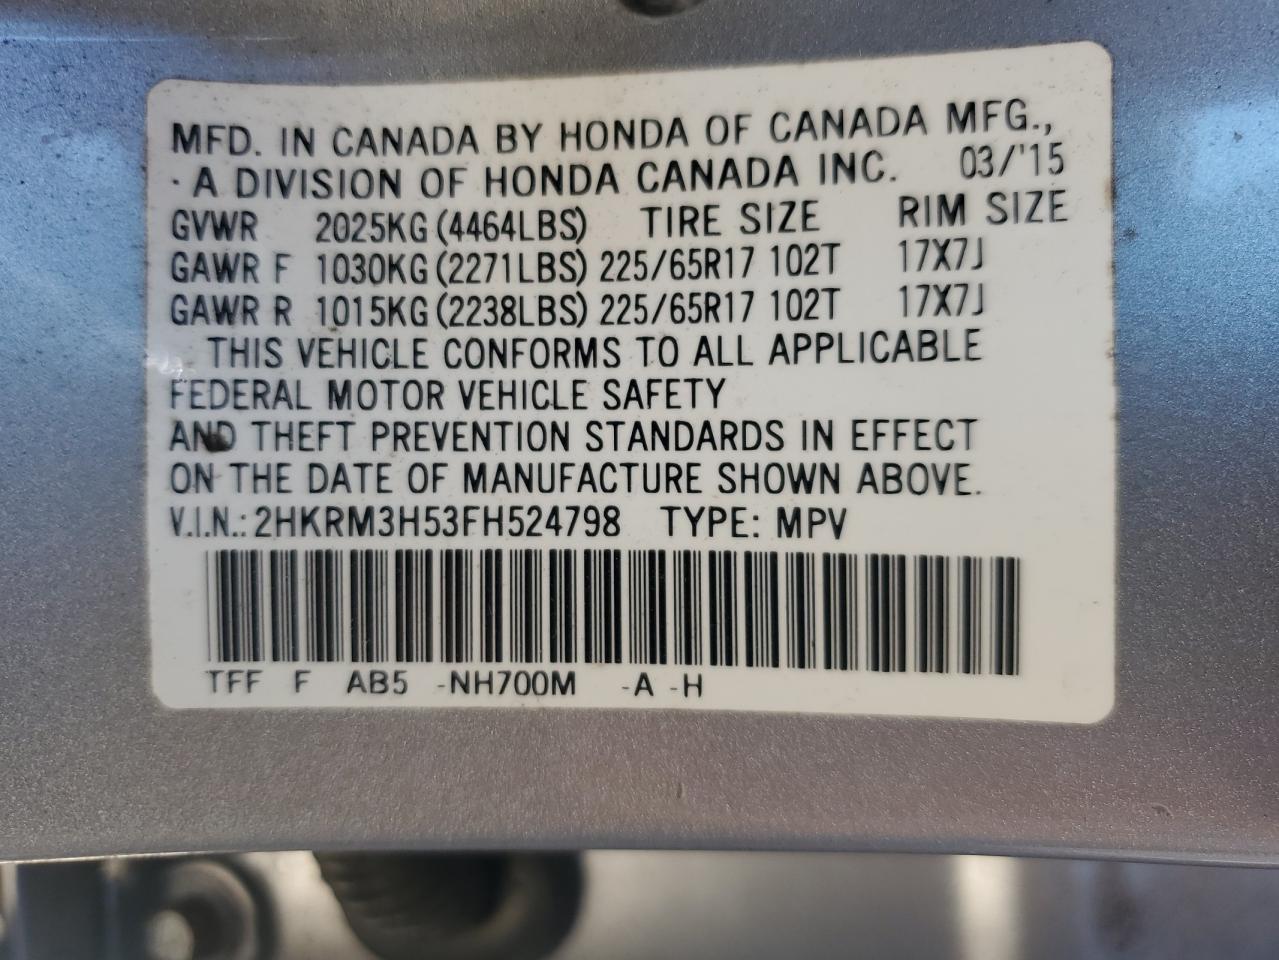 MFD. IN CANADA BY HONDA OF CANADA MFG.,
· A DIVISION OF HONDA CANADA INC. 03/'15
GVWR 2025KG (4464LBS) TIRE SIZE RIM SIZE
GAWR F 1030KG (2271LBS) 225/65R17 102T 17X7J
GAWR R 1015KG (2238LBS) 225/65R17 102T 17X7J
THIS VEHICLE CONFORMS TO ALL APPLICABLE
FEDERAL MOTOR VEHICLE SAFETY
AND THEFT PREVENTION STANDARDS IN EFFECT
ON THE DATE OF MANUFACTURE SHOWN ABOVE.
V.I.N.: 2HKRM3H53FH524798 TYPE: MPV
TFF F AB5 -NH700M -A -H